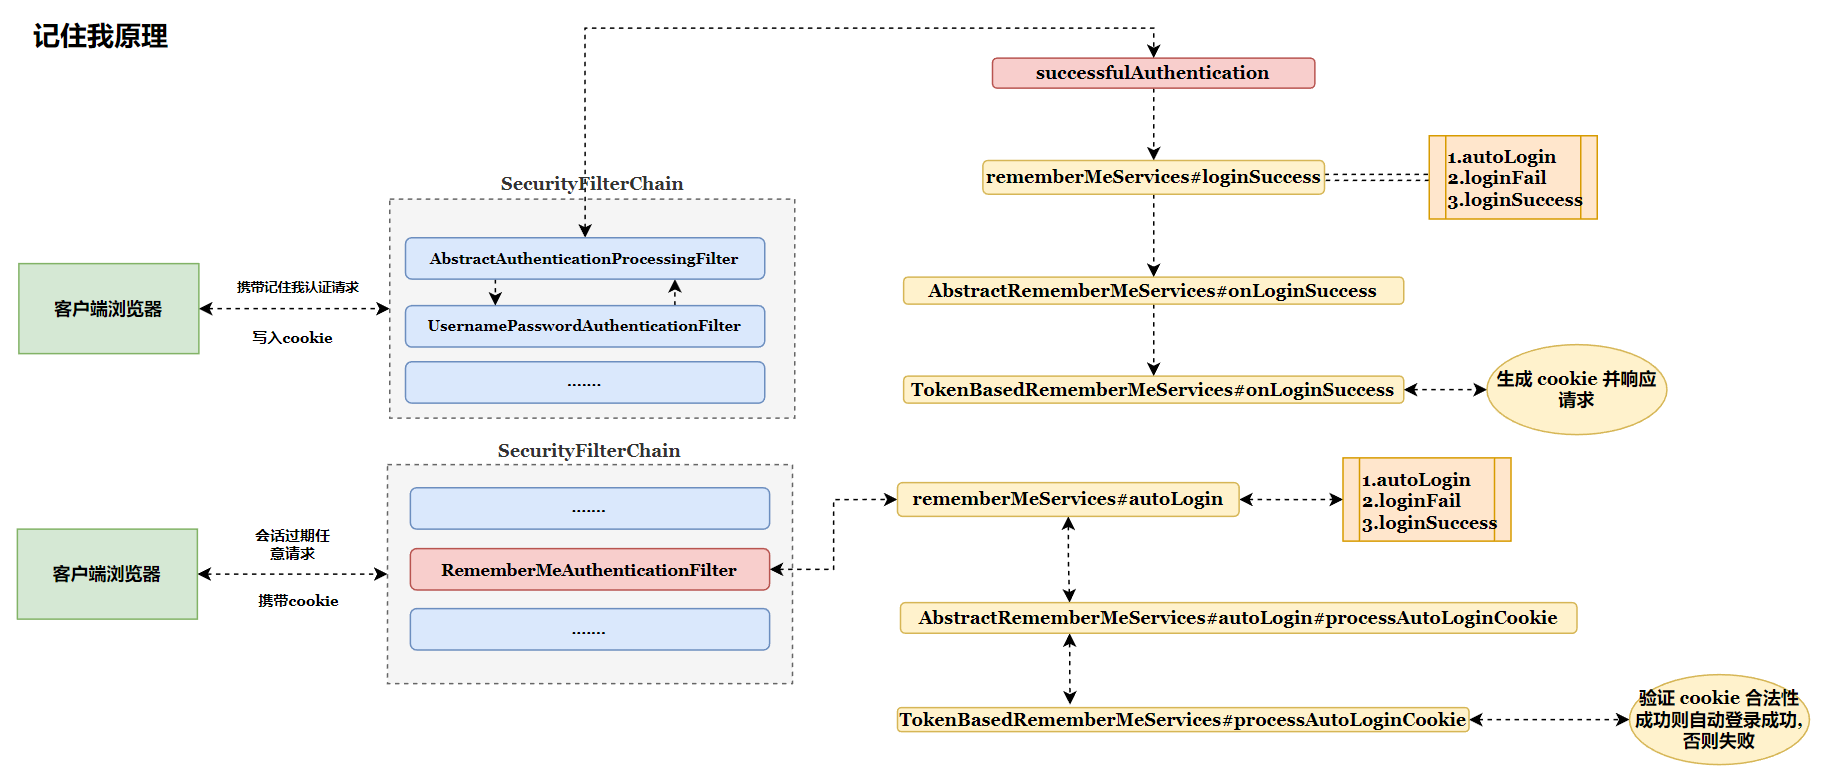 记住我原理
successfulAuthentication
rememberMeServices#loginSuccess
1.autoLogin
2.loginFail
3.loginSuccess
SecurityFilterChain
AbstractAuthenticationProcessingFilter
UsernamePasswordAuthenticationFilter
.......
客户端浏览器
携带记住我认证请求
写入cookie
AbstractRememberMeServices#onLoginSuccess
TokenBasedRememberMeServices#onLoginSuccess
生成 cookie 并响应
请求
SecurityFilterChain
.......
RememberMeAuthenticationFilter
.......
客户端浏览器
会话过期任
意请求
携带cookie
rememberMeServices#autoLogin
1.autoLogin
2.loginFail
3.loginSuccess
AbstractRememberMeServices#autoLogin#processAutoLoginCookie
TokenBasedRememberMeServices#processAutoLoginCookie
验证 cookie 合法性
成功则自动登录成功,
否则失败